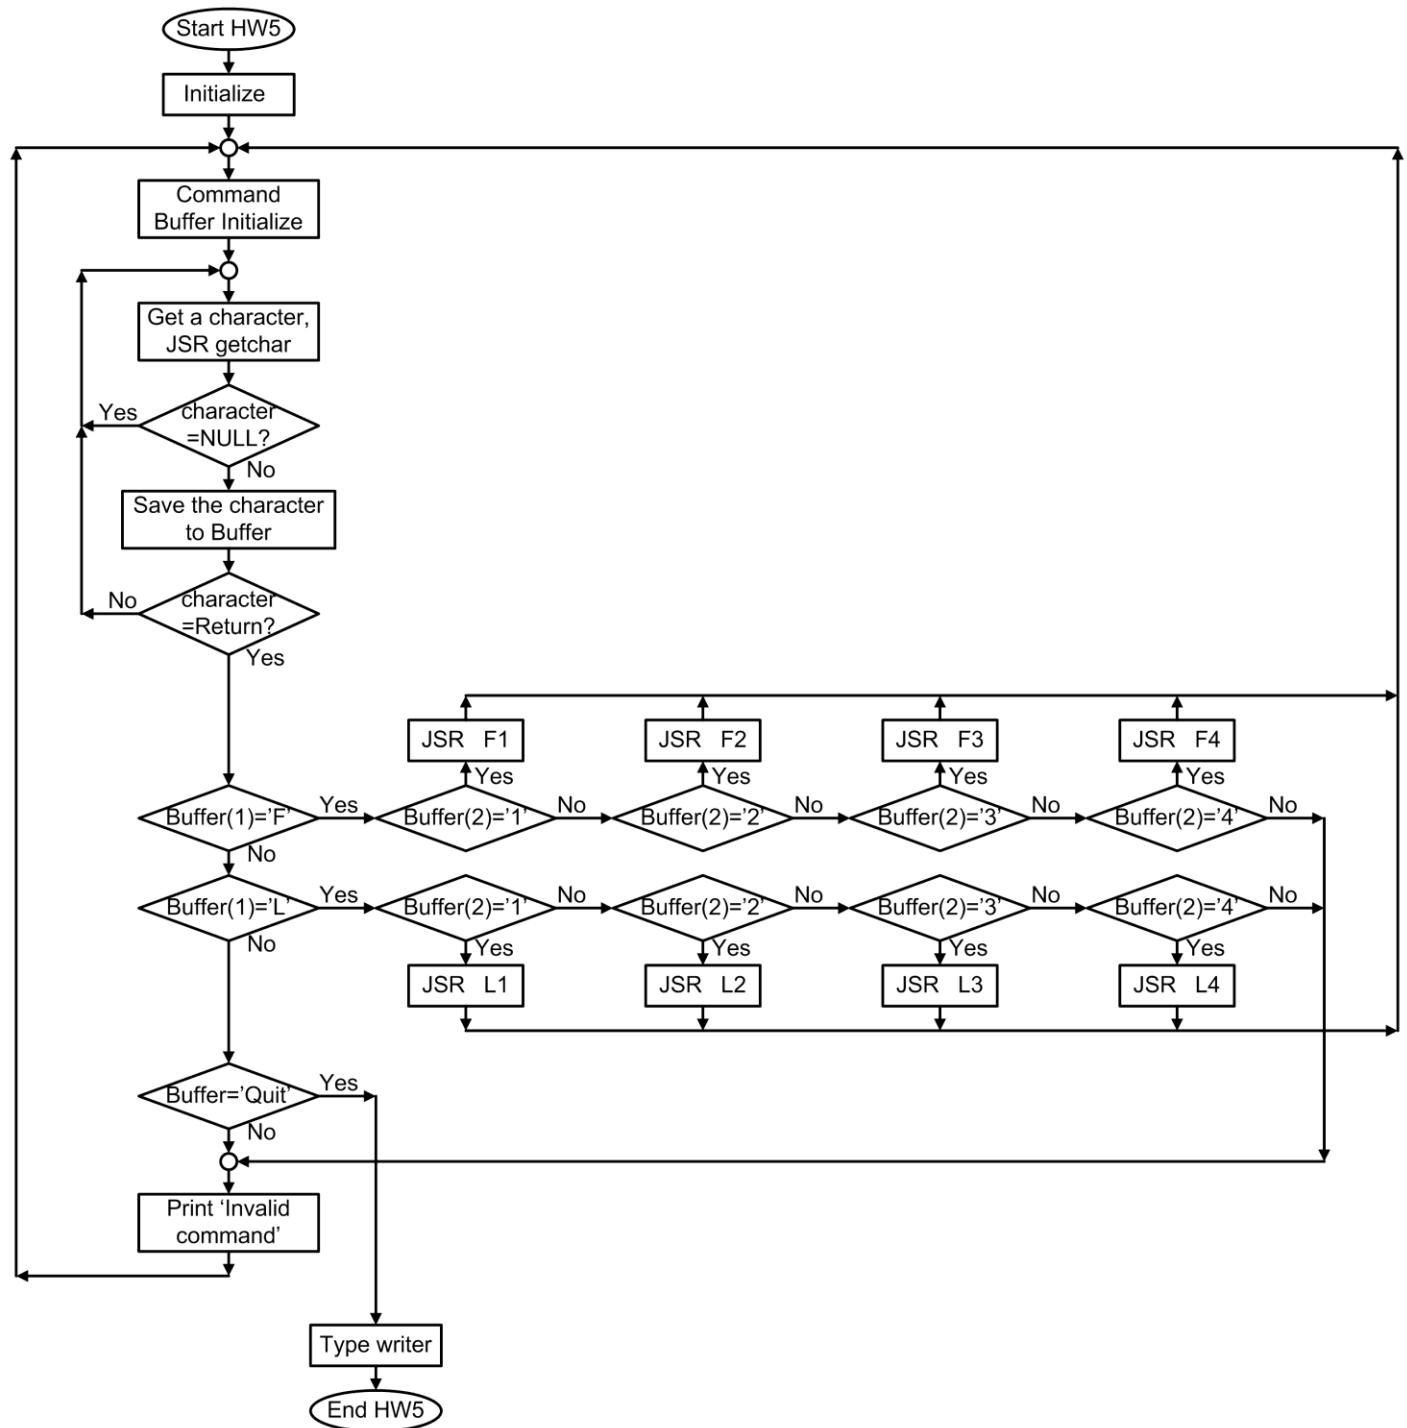 Start HW5
Initialize
Command
Buffer Initialize
Get a character,
JSR getchar
Yes
character
=NULL?
No
Save the character
to Buffer
No
character
=Return?
Yes
JSR F1
JSR F2
JSR F3
JSR F4
Yes
Yes
Yes
Yes
Buffer(1)='F'
Yes
Buffer(2)='1'
No
Buffer(2)='2'
No
Buffer(2)='3'
No
Buffer(2)='4'
No
No
Buffer(1)='L'
Yes
Buffer(2)='1'
No
Buffer(2)='2'
No
Buffer(2)='3'
No
Buffer(2)='4'
No
No
Yes
Yes
Yes
Yes
JSR L1
JSR L2
JSR L3
JSR L4
Buffer=’Quit’
Yes
No
Print ‘Invalid
command’
Type writer
End HW5